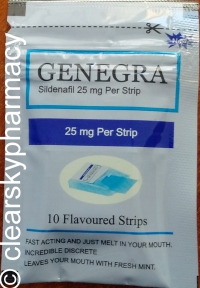 GENEGRA
Sildenafil 25 mg Per Strip
25 mg Per Strip
10 Flavoured Strips
FAST ACTING AND JUST MELT IN YOUR MOUTH.
INCREDIBLE DISCRETE
LEAVES YOUR MOUTH WITH FRESH MINT.
© clearskypharmacy